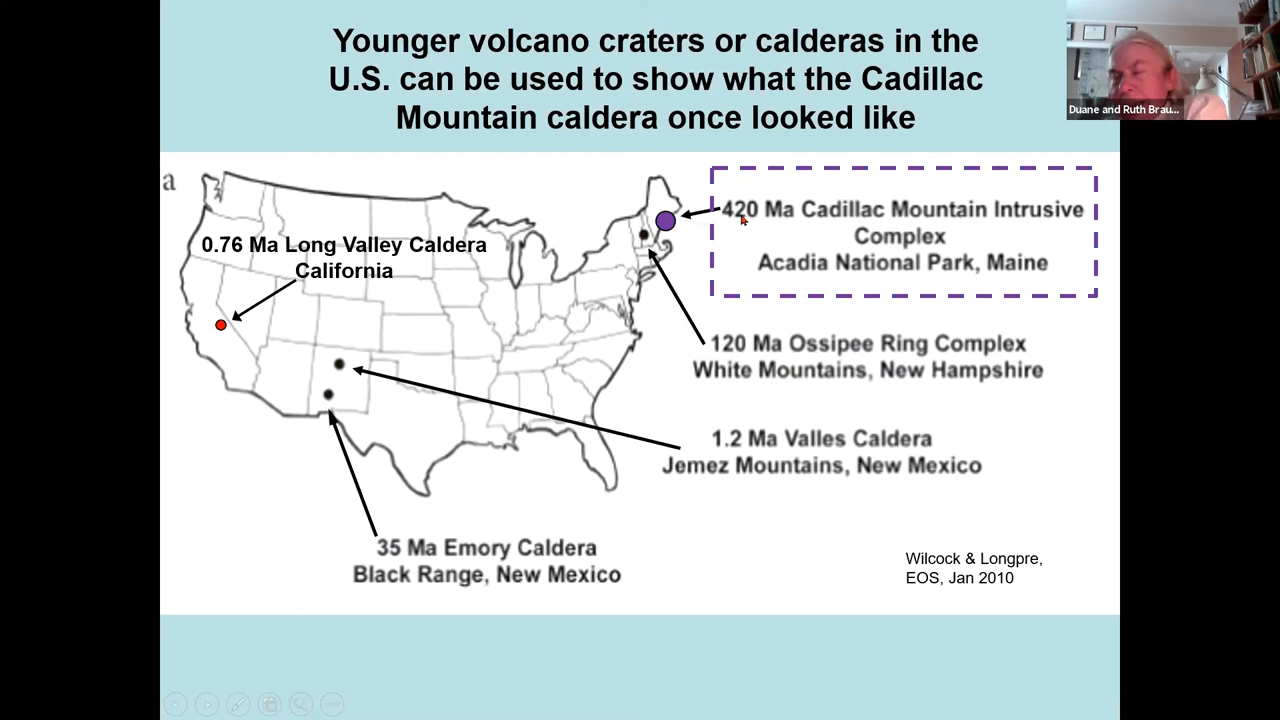 Younger volcano craters or calderas in the
U.S. can be used to show what the Cadillac
Mountain caldera once looked like
Duane and Ruth Brau...
a
420 Ma Cadillac Mountain Intrusive
Complex
Acadia National Park, Maine
0.76 Ma Long Valley Caldera
California
120 Ma Ossipee Ring Complex
White Mountains, New Hampshire
1.2 Ma Valles Caldera
Jemez Mountains, New Mexico
35 Ma Emory Caldera
Black Range, New Mexico
Wilcock & Longpre,
EOS, Jan 2010